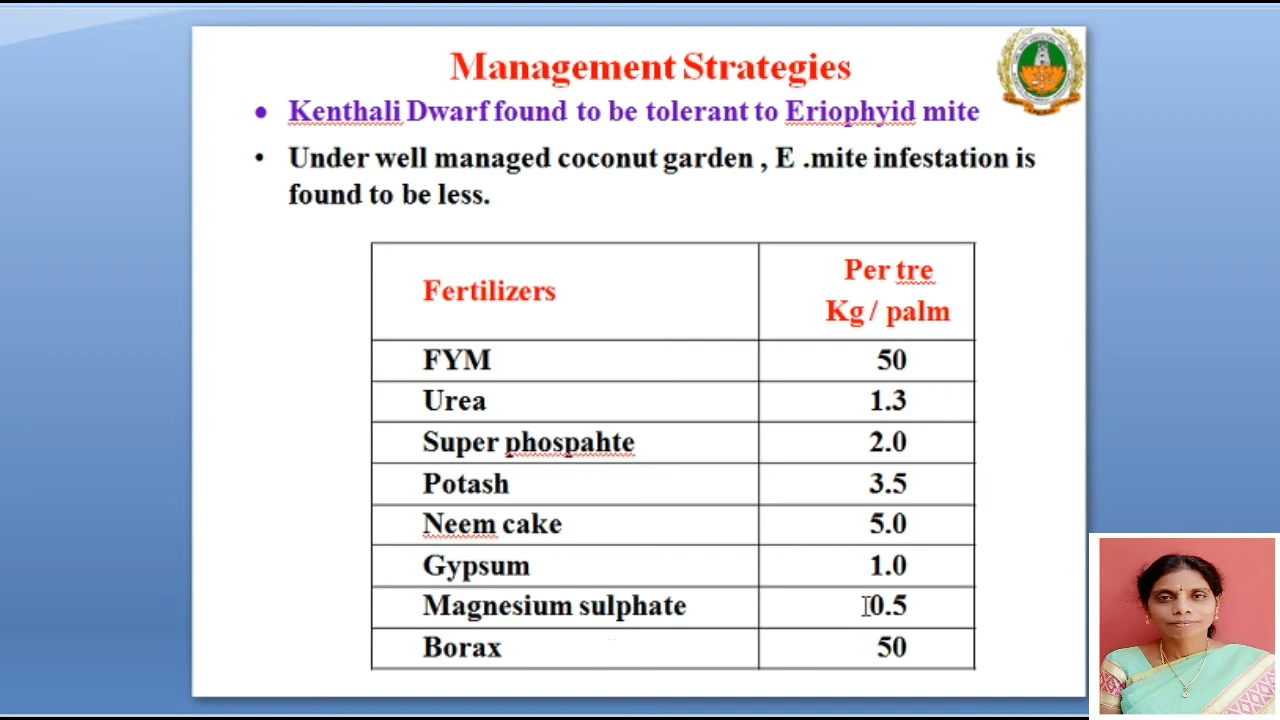 Management Strategies
• Kenthali Dwarf found to be tolerant to Eriophyid mite
• Under well managed coconut garden , E .mite infestation is
found to be less.
Fertilizers
Per tre
Kg / palm
FYM 50
Urea 1.3
Super phospahte 2.0
Potash 3.5
Neem cake 5.0
Gypsum 1.0
Magnesium sulphate 0.5
Borax 50